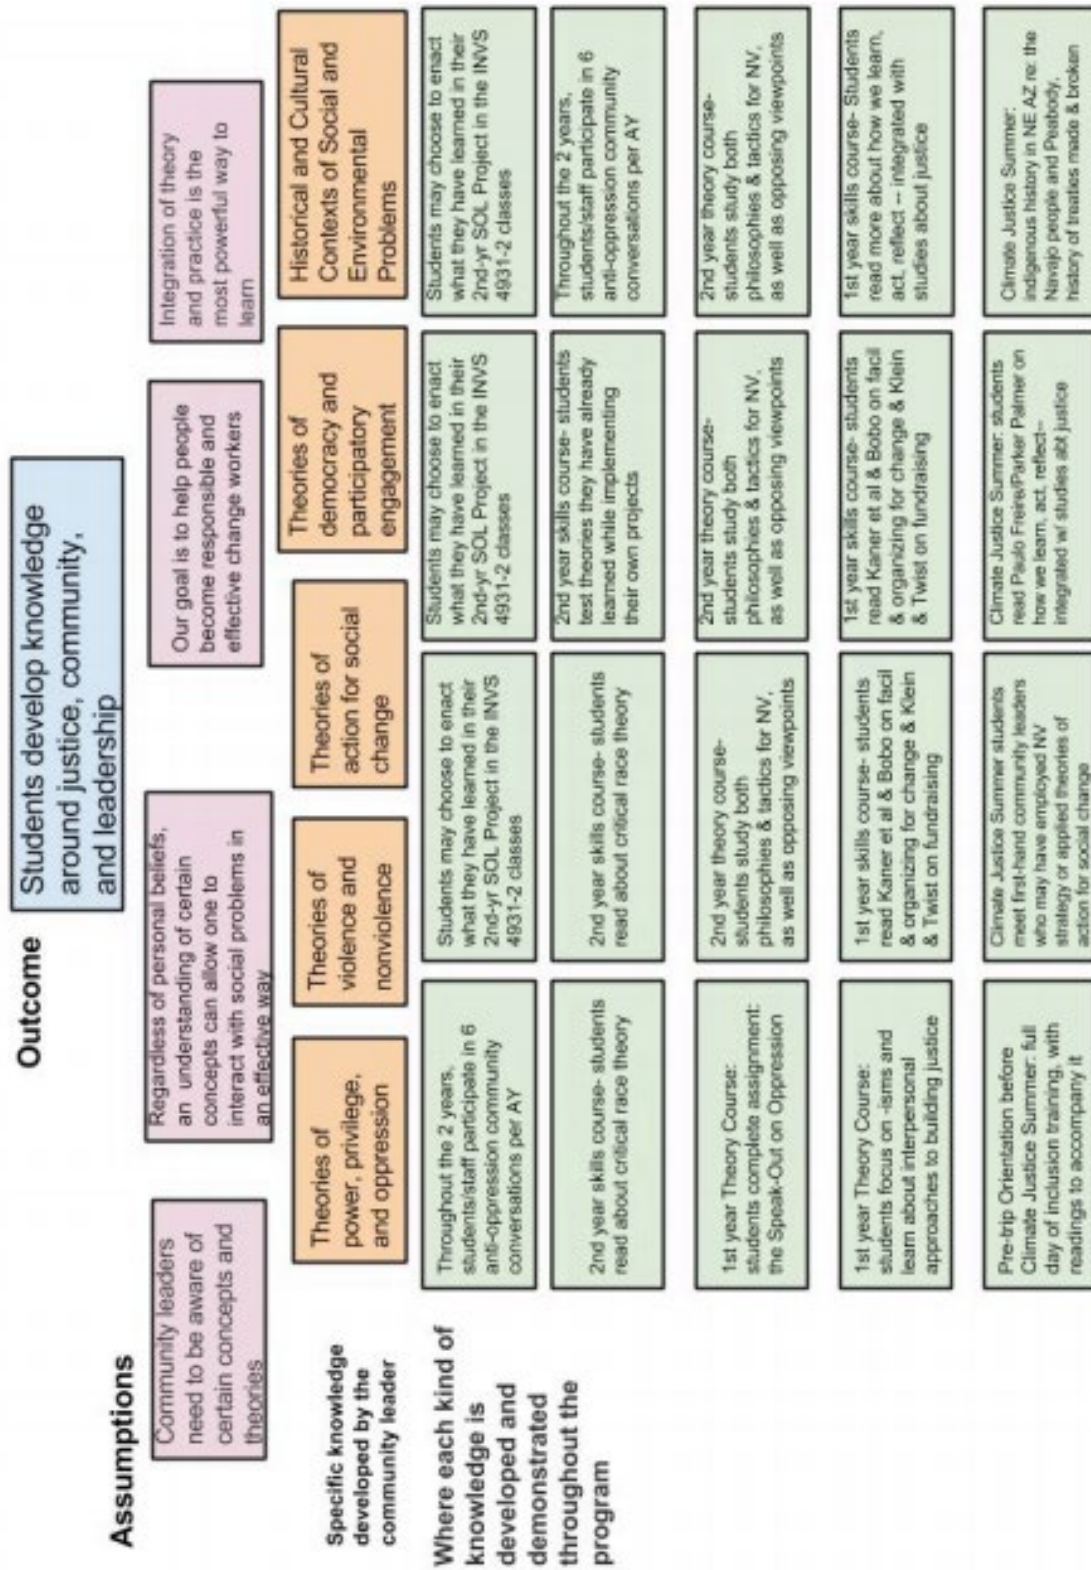 Outcome
Students develop knowledge
around justice, community,
and leadership
Assumptions
Community leaders
need to be aware of
certain concepts and
theories
Regardless of personal beliefs,
an understanding of certain
concepts can allow one to
interact with social problems in
an effective way
Our goal is to help people
become responsible and
effective change workers
Integration of theory
and practice is the
most powerful way to
learn
Specific knowledge
developed by the
community leader
Theories of
power, privilege,
and oppression
Theories of
violence and
nonviolence
Theories of
action for social
change
Theories of
democracy and
participatory
engagement
Historical and Cultural
Contexts of Social and
Environmental
Problems
Where each kind of
knowledge is
developed and
demonstrated
throughout the
program
Throughout the 2 years,
students/staff participate in 6
anti-oppression community
conversations per AY
Students may choose to enact
what they have learned in their
2nd-yr SOL Project in the INVS
4931-2 classes
Students may choose to enact
what they have learned in their
2nd-yr SOL Project in the INVS
4931-2 classes
Students may choose to enact
what they have learned in their
2nd-yr SOL Project in the INVS
4931-2 classes
2nd year skills course- students
read about critical race theory
2nd year skills course- students
read about critical race theory
2nd year skills course- students
test theories they have already
learned while implementing
their own projects
Throughout the 2 years,
students/staff participate in 6
anti-oppression community
conversations per AY
1st year Theory Course:
students complete assignment:
the Speak-Out on Oppression
2nd year theory course-
students study both
philosophies & tactics for NV,
as well as opposing viewpoints
2nd year theory course-
students study both
philosophies & tactics for NV,
as well as opposing viewpoints
2nd year theory course-
students study both
philosophies & tactics for NV,
as well as opposing viewpoints
1st year Theory Course:
students focus on -isms and
learn about interpersonal
approaches to building justice
1st year skills course- students
read Kaner et al & Bobo on facil
& organizing for change & Klein
& Twist on fundraising
1st year skills course- students
read Kaner et al & Bobo on facil
& organizing for change & Klein
& Twist on fundraising
1st year skills course- Students
read more about how we learn,
act, reflect -- integrated with
studies about justice
Pre-trip Orientation before
Climate Justice Summer: full
day of inclusion training, with
readings to accompany it
Climate Justice Summer students
meet first-hand community leaders
who may have employed NV
strategy or applied theories of
action for social change
Climate Justice Summer: students
read Paulo Freire/Parker Palmer on
how we learn, act, reflect--
integrated w/ studies abt justice
Climate Justice Summer:
indigenous history in NE AZ re: the
Navajo people and Peabody,
history of treaties made & broken